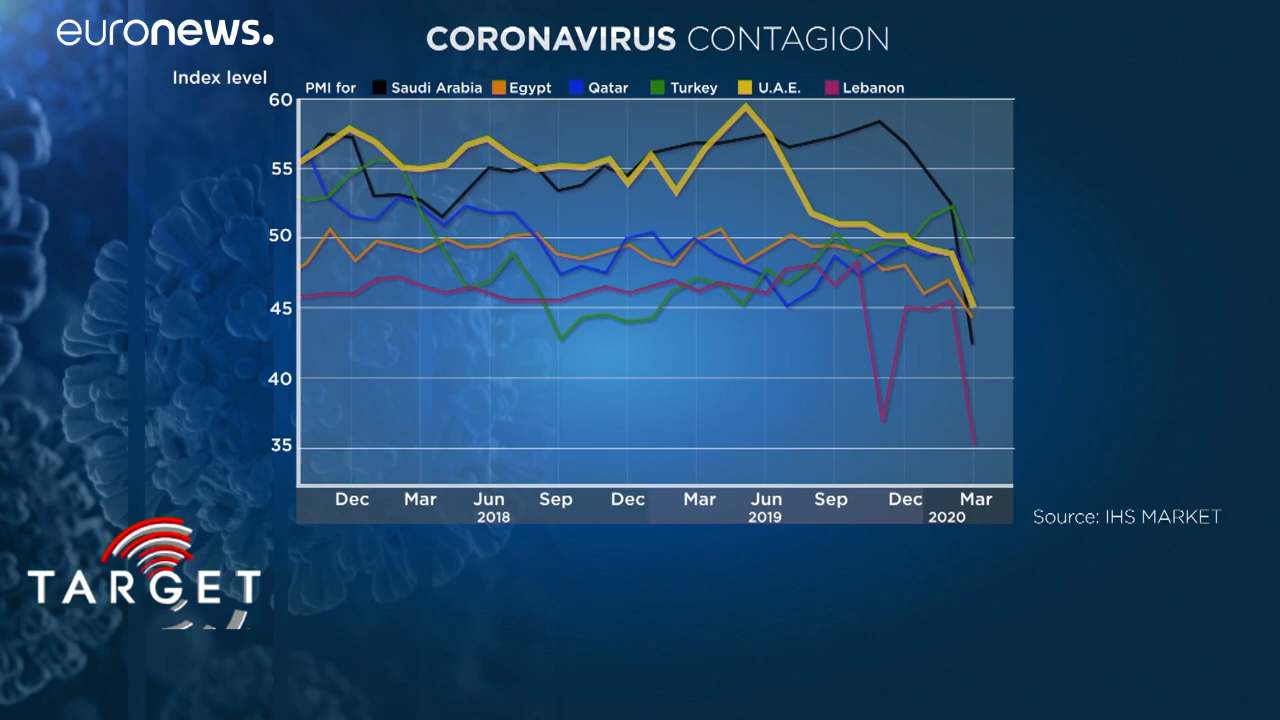 euronews.
CORONAVIRUS CONTAGION
Index level
PMI for Saudi Arabia Egypt Qatar Turkey U.A.E. Lebanon
60
55
50
45
40
35
Dec Mar Jun Sep Dec Mar Jun Sep Dec Mar
2018 2019 2020
Source: IHS MARKET
TARGET